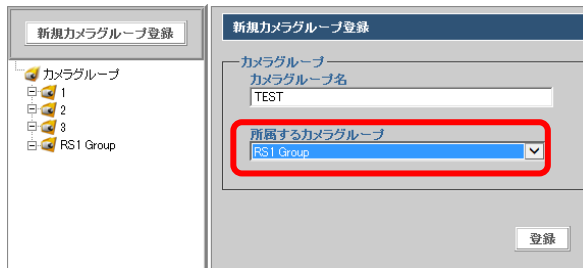 新規カメラグループ登録
カメラグループ
1
2
3
RS1 Group
新規カメラグループ登録
カメラグループ
カメラグループ名
TEST
所属するカメラグループ
RS1 Group
登録